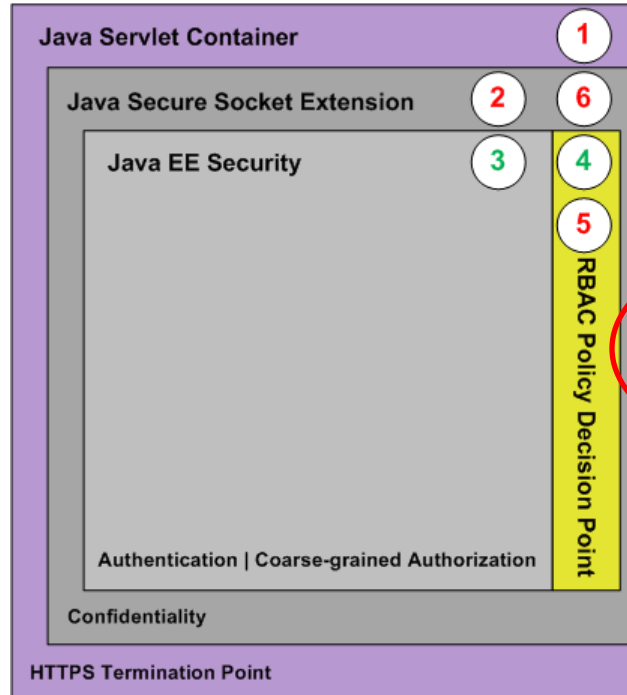 Java Servlet Container 1
Java Secure Socket Extension 2 6
Java EE Security 3 4
5
RBAC Policy Decision Point
Authentication | Coarse-grained Authorization
Confidentiality
HTTPS Termination Point